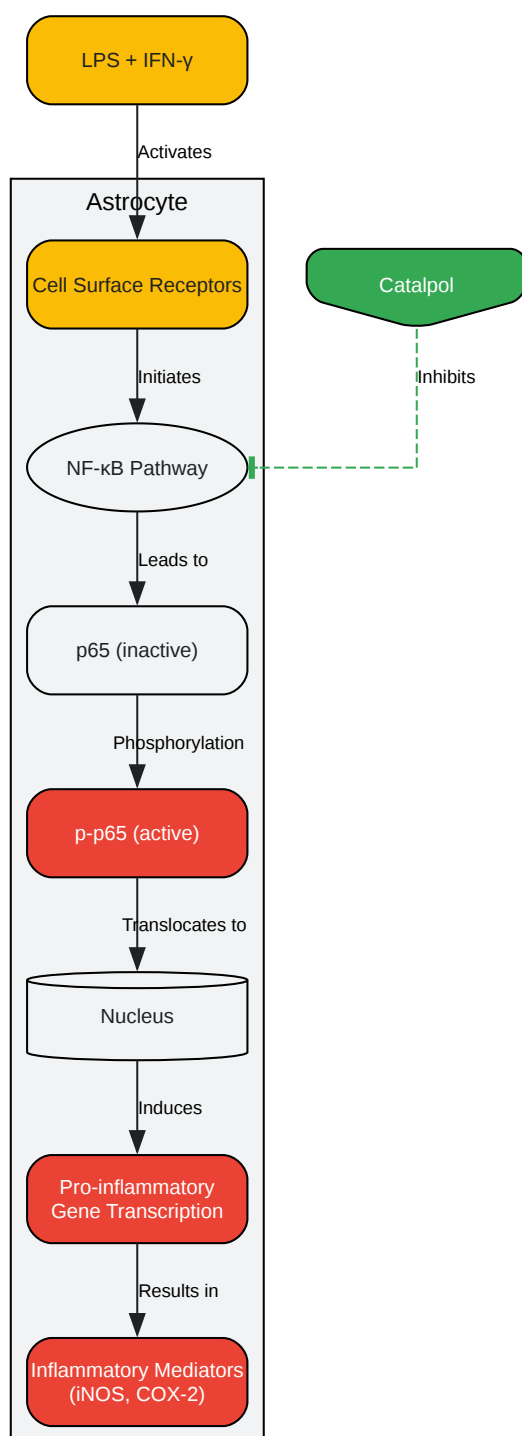 LPS + IFN-γ
Activates
Astrocyte
Cell Surface Receptors
Catalpol
Initiates
Inhibits
NF-κB Pathway
Leads to
p65 (inactive)
Phosphorylation
p-p65 (active)
Translocates to
Nucleus
Induces
Pro-inflammatory
Gene Transcription
Results in
Inflammatory Mediators
(iNOS, COX-2)